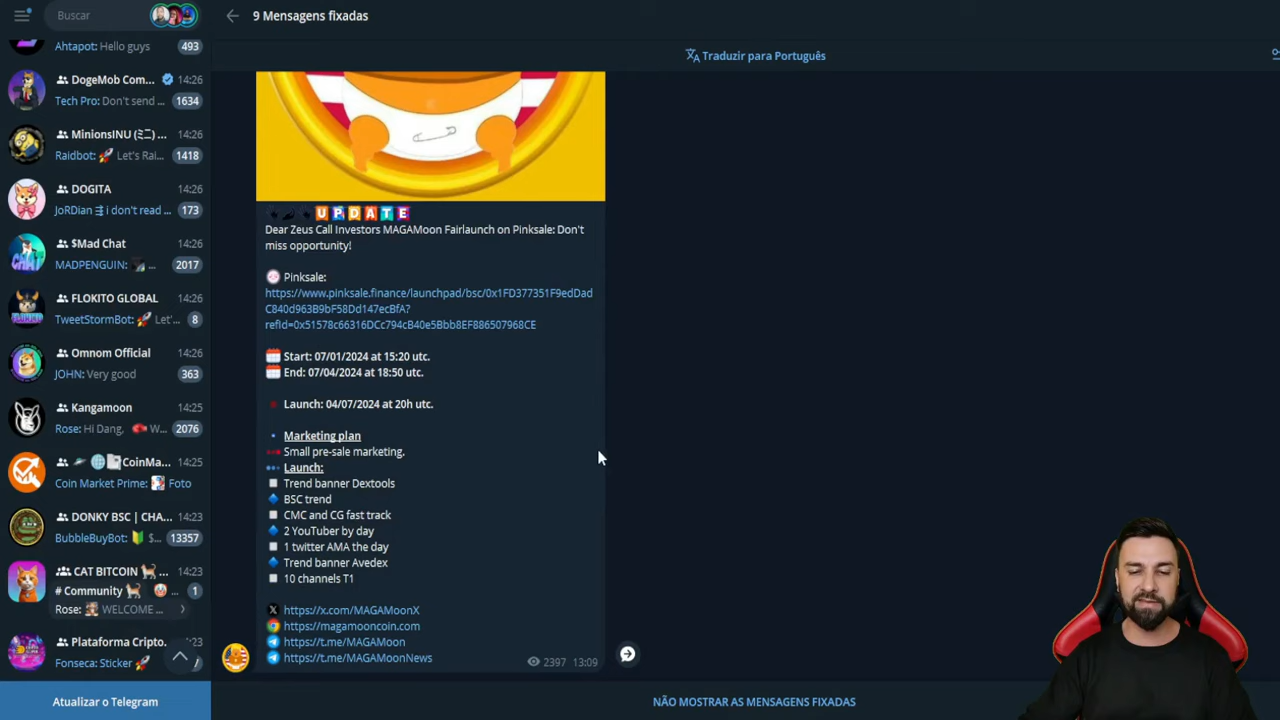 Buscar
9 Mensagens fixadas
Traduzir para Português
Ahtapot: Hello guys 493
DogeMob Com... 14:26
Tech Pro: Don't send ... 1634
MinionsINU (ミニ) ... 14:26
Raidbot: 🚀 Let's Rai... 1418
DOGITA 14:26
JoRDian i don't read ... 173
$Mad Chat 14:26
MADPENGUIN: ... 2017
FLOKITO GLOBAL 14:26
TweetStormBot: 🚀 Let'... 8
Omnom Official 14:26
JOHN: Very good 363
Kangamoon 14:25
Rose: Hi Dang, W... 2076
CoinMa... 14:25
Coin Market Prime: Foto
DONKY BSC | CHA... 14:23
BubbleBuyBot: 🔰 $... 13357
CAT BITCOIN 🐈 ... 14:23
# Community 🐈 ... 1
Rose: WELCOME ...
Plataforma Cripto. :23
Fonseca: Sticker 🚀
Atualizar o Telegram
UPDATE
Dear Zeus Call Investors MAGAMoon Fairlaunch on Pinksale: Don't
miss opportunity!
Pinksale:
https://www.pinksale.finance/launchpad/bsc/0x1FD377351F9edDad
C840d963B9bF58Dd147ecBfA?
refId=0x51578c66316DCc794cB40e5Bbb8EF886507968CE
Start: 07/01/2024 at 15:20 utc.
End: 07/04/2024 at 18:50 utc.
Launch: 04/07/2024 at 20h utc.
Marketing plan
Small pre-sale marketing.
Launch:
Trend banner Dextools
BSC trend
CMC and CG fast track
2 YouTuber by day
1 twitter AMA the day
Trend banner Avedex
10 channels T1
https://x.com/MAGAMoonX
https://magamooncoin.com
https://t.me/MAGAMoon
https://t.me/MAGAMoonNews
2397 13:09
NÃO MOSTRAR AS MENSAGENS FIXADAS